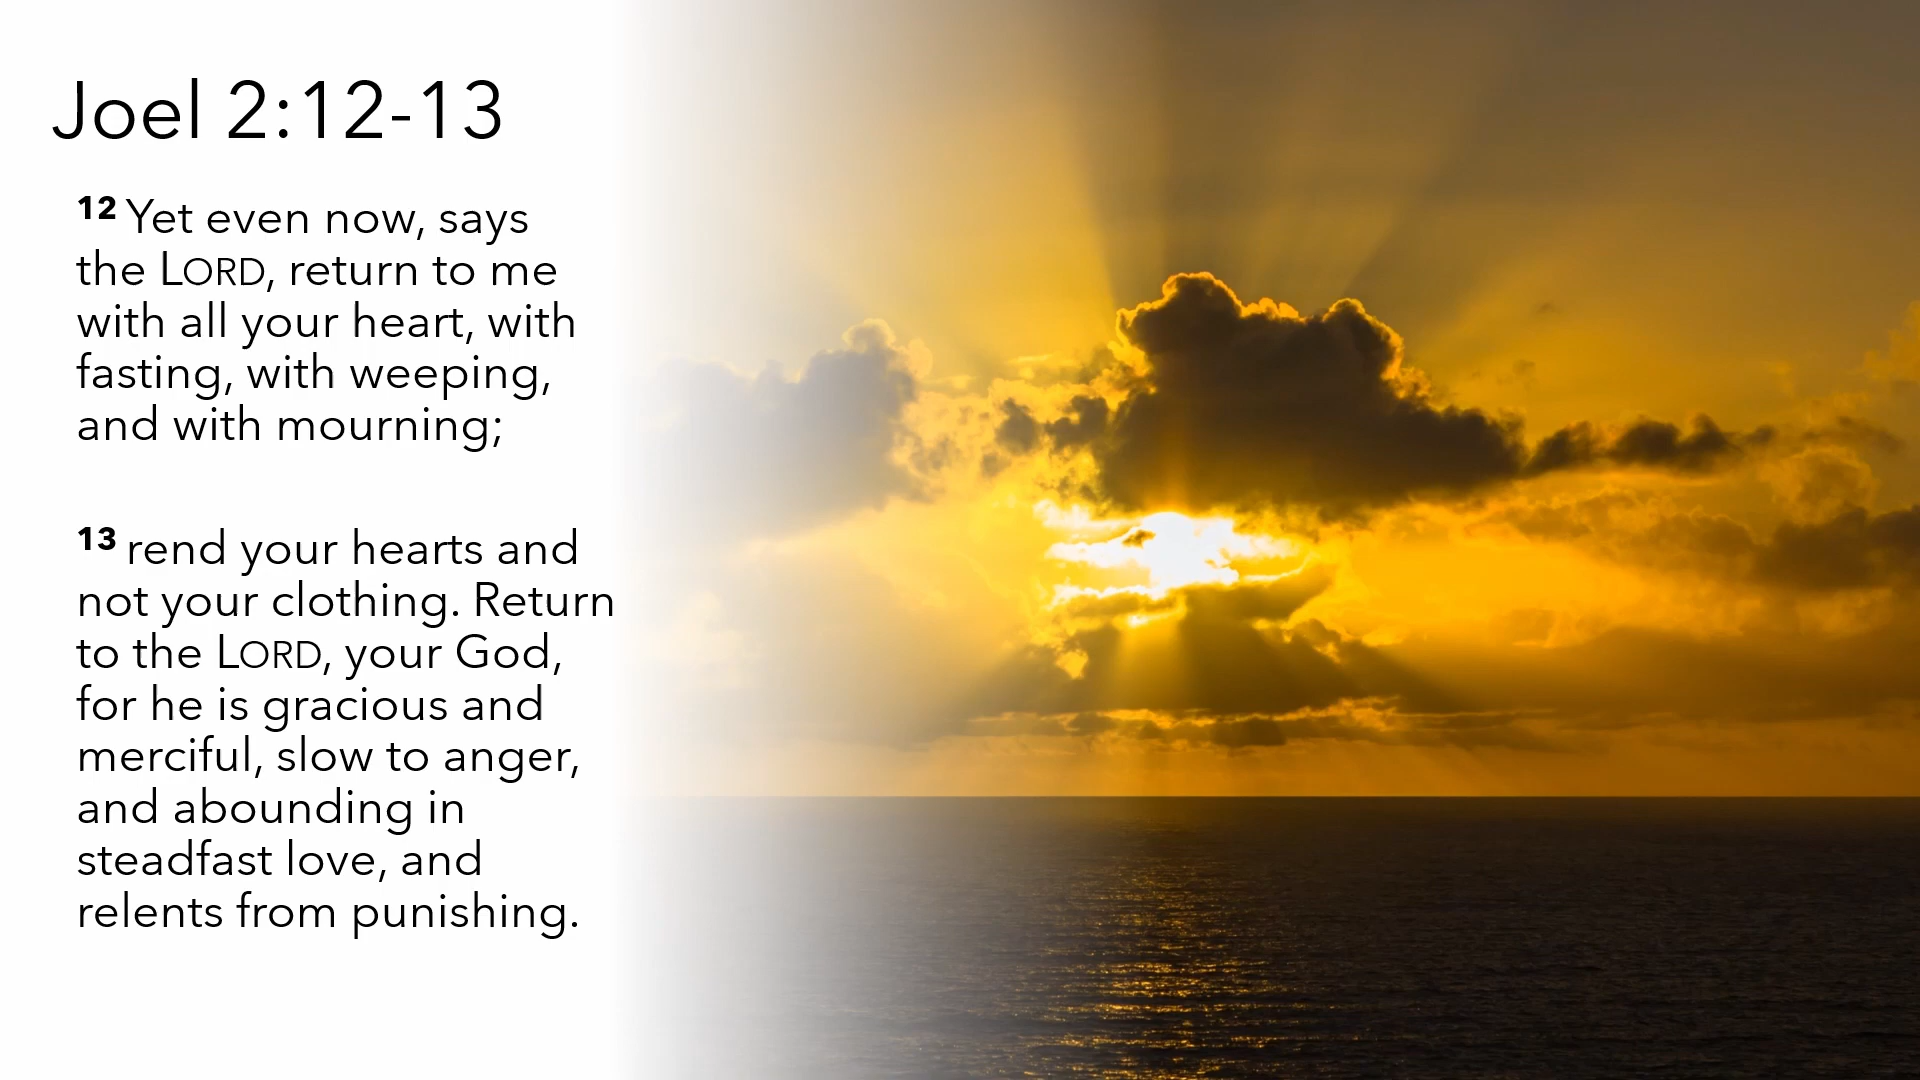 Joel 2:12-13
12 Yet even now, says
the LORD, return to me
with all your heart, with
fasting, with weeping,
and with mourning;
13 rend your hearts and
not your clothing. Return
to the LORD, your God,
for he is gracious and
merciful, slow to anger,
and abounding in
steadfast love, and
relents from punishing.